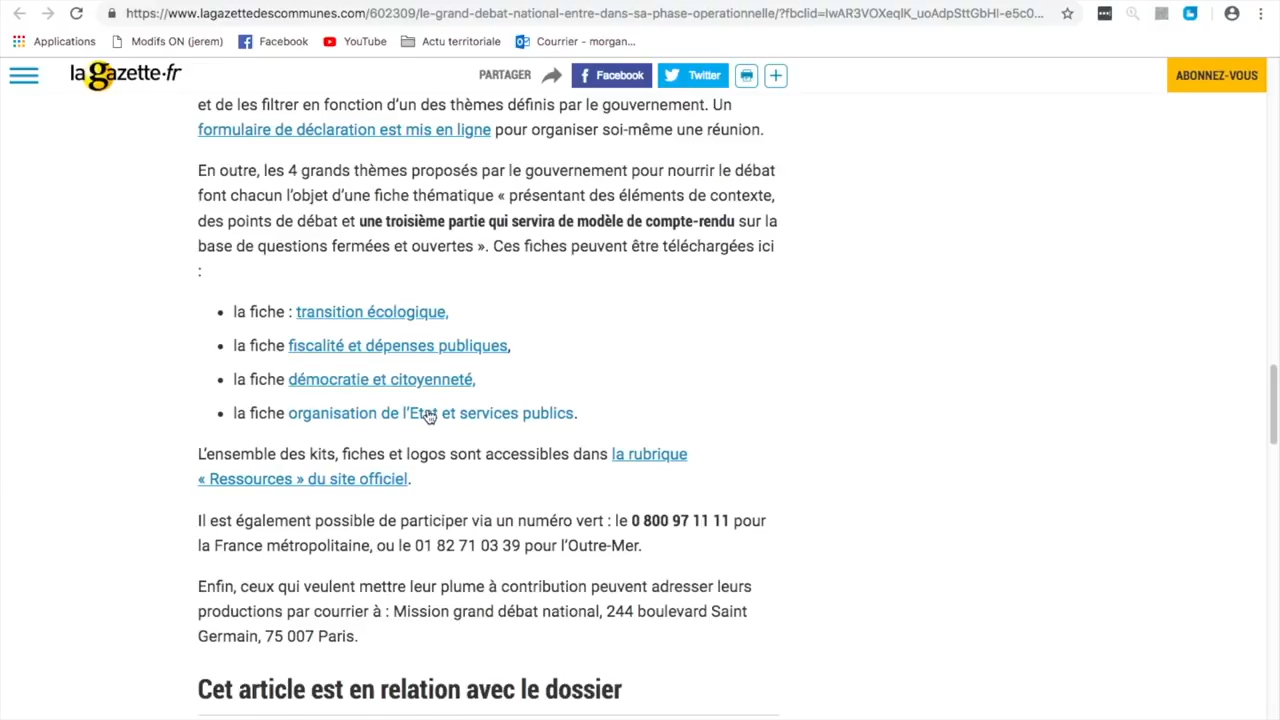 https://www.lagazettedescommunes.com/602309/le-grand-debat-national-entre-dans-sa-phase-operationnelle/?fbclid=IwAR3VOXeqlK_uoAdpSttGbHI-e5c0...
Applications Modifs ON (jerem) Facebook YouTube Actu territoriale Courrier - morgan...
la gazette.fr PARTAGER Facebook Twitter ABONNEZ-VOUS
et de les filtrer en fonction d'un des thèmes définis par le gouvernement. Un
formulaire de déclaration est mis en ligne pour organiser soi-même une réunion.
En outre, les 4 grands thèmes proposés par le gouvernement pour nourrir le débat
font chacun l'objet d'une fiche thématique « présentant des éléments de contexte,
des points de débat et une troisième partie qui servira de modèle de compte-rendu sur la
base de questions fermées et ouvertes ». Ces fiches peuvent être téléchargées ici
:
• la fiche : transition écologique,
• la fiche fiscalité et dépenses publiques,
• la fiche démocratie et citoyenneté,
• la fiche organisation de l'Etat et services publics.
L'ensemble des kits, fiches et logos sont accessibles dans la rubrique
« Ressources » du site officiel.
Il est également possible de participer via un numéro vert : le 0 800 97 11 11 pour
la France métropolitaine, ou le 01 82 71 03 39 pour l'Outre-Mer.
Enfin, ceux qui veulent mettre leur plume à contribution peuvent adresser leurs
productions par courrier à : Mission grand débat national, 244 boulevard Saint
Germain, 75 007 Paris.
Cet article est en relation avec le dossier